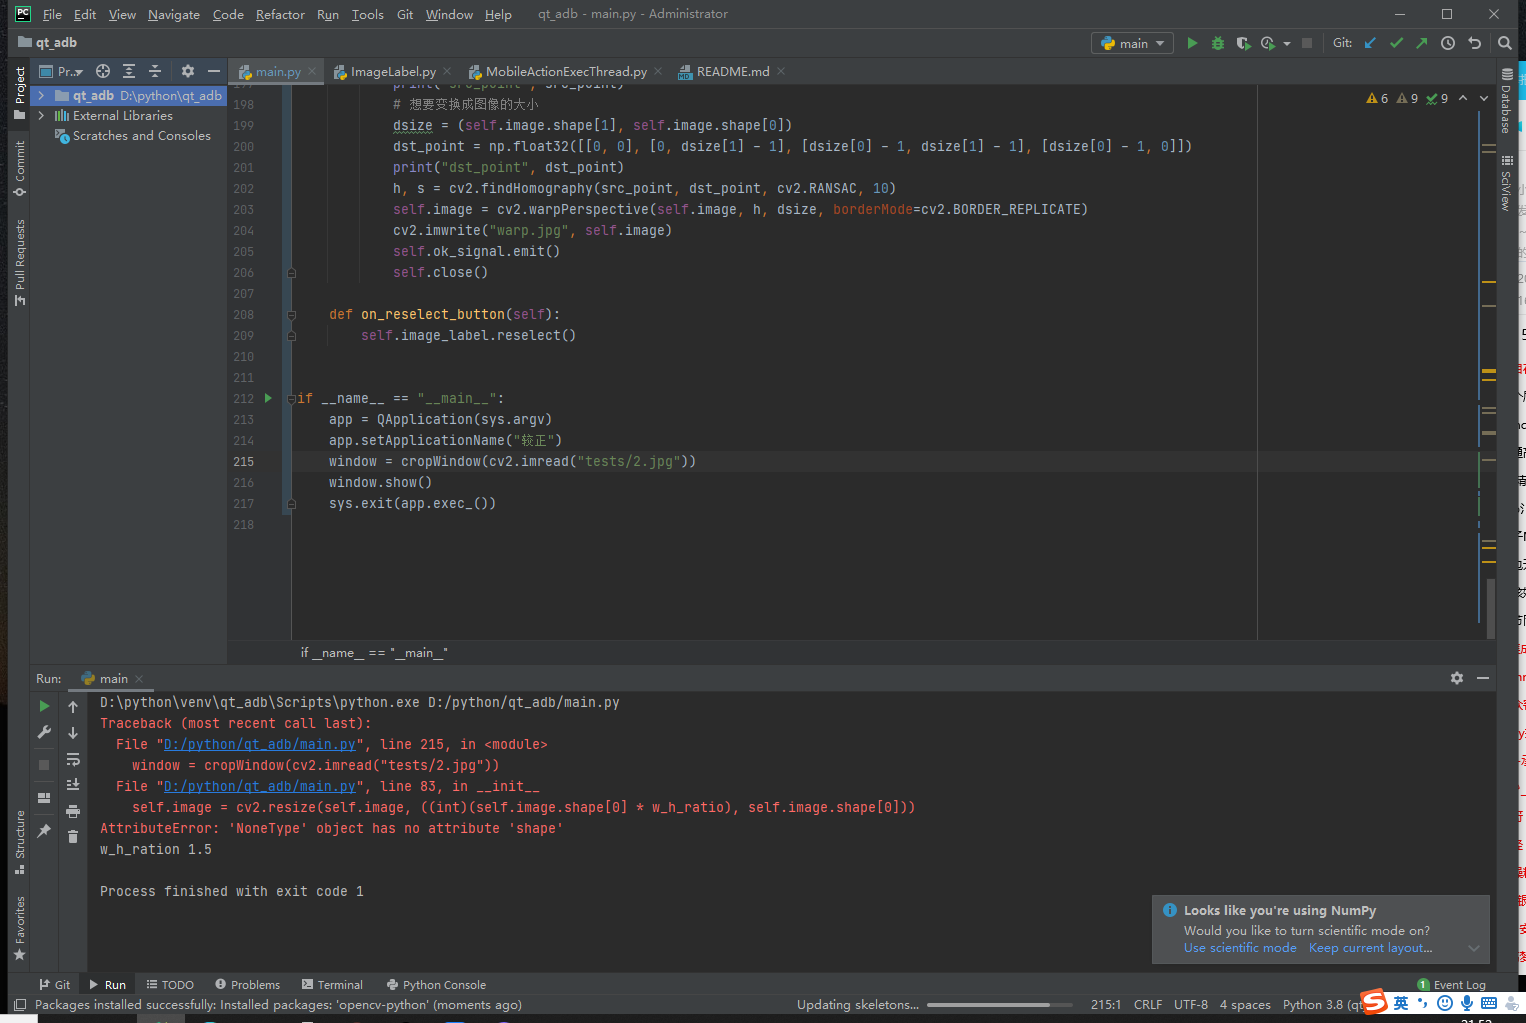 File Edit View Navigate Code Refactor Run Tools Git Window Help qt_adb - main.py - Administrator
qt_adb main Git:
Pr... main.py ImageLabel.py MobileActionExecThread.py README.md
qt_adb D:\python\qt_adb
External Libraries
Scratches and Consoles
Project
Commit
Pull Requests
Structure
Favorites
Database
SciView
6 9 9
197 print("src_point", src_point)
198 # 想要变换成图像的大小
199 dsize = (self.image.shape[1], self.image.shape[0])
200 dst_point = np.float32([[0, 0], [0, dsize[1] - 1], [dsize[0] - 1, dsize[1] - 1], [dsize[0] - 1, 0]])
201 print("dst_point", dst_point)
202 h, s = cv2.findHomography(src_point, dst_point, cv2.RANSAC, 10)
203 self.image = cv2.warpPerspective(self.image, h, dsize, borderMode=cv2.BORDER_REPLICATE)
204 cv2.imwrite("warp.jpg", self.image)
205 self.ok_signal.emit()
206 self.close()
207
208 def on_reselect_button(self):
209 self.image_label.reselect()
210
211
212 if __name__ == "__main__":
213 app = QApplication(sys.argv)
214 app.setApplicationName("较正")
215 window = cropWindow(cv2.imread("tests/2.jpg"))
216 window.show()
217 sys.exit(app.exec_())
218
if __name__ == "__main__"
Run: main
D:\python\venv\qt_adb\Scripts\python.exe D:/python/qt_adb/main.py
Traceback (most recent call last):
File "D:/python/qt_adb/main.py", line 215, in <module>
window = cropWindow(cv2.imread("tests/2.jpg"))
File "D:/python/qt_adb/main.py", line 83, in __init__
self.image = cv2.resize(self.image, ((int)(self.image.shape[0] * w_h_ratio), self.image.shape[0]))
AttributeError: 'NoneType' object has no attribute 'shape'
w_h_ration 1.5
Process finished with exit code 1
Looks like you're using NumPy
Would you like to turn scientific mode on?
Use scientific mode Keep current layout...
Git Run TODO Problems Terminal Python Console 1 Event Log
Packages installed successfully: Installed packages: 'opencv-python' (moments ago) Updating skeletons... 215:1 CRLF UTF-8 4 spaces Python 3.8 (qt
英